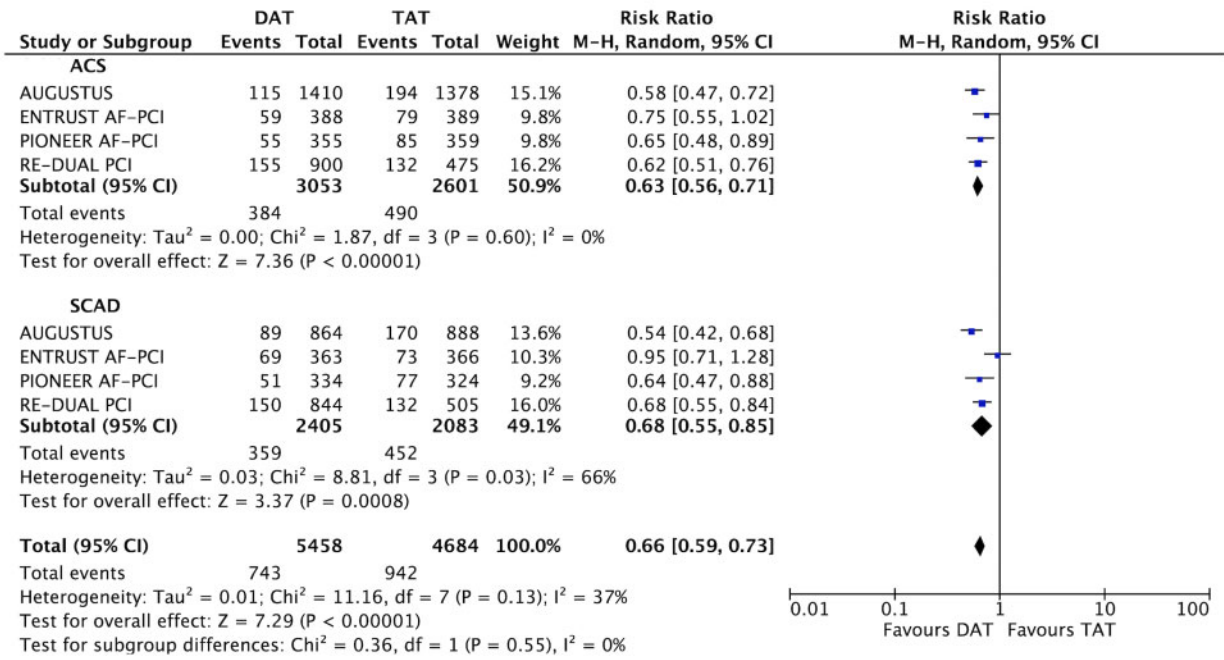 DAT TAT Risk Ratio Risk Ratio
Study or Subgroup Events Total Events Total Weight M-H, Random, 95% CI M-H, Random, 95% CI
ACS
AUGUSTUS 115 1410 194 1378 15.1% 0.58 [0.47, 0.72]
ENTRUST AF-PCI 59 388 79 389 9.8% 0.75 [0.55, 1.02]
PIONEER AF-PCI 55 355 85 359 9.8% 0.65 [0.48, 0.89]
RE-DUAL PCI 155 900 132 475 16.2% 0.62 [0.51, 0.76]
Subtotal (95% CI) 3053 2601 50.9% 0.63 [0.56, 0.71]
Total events 384 490
Heterogeneity: Tau² = 0.00; Chi² = 1.87, df = 3 (P = 0.60); I² = 0%
Test for overall effect: Z = 7.36 (P < 0.00001)
SCAD
AUGUSTUS 89 864 170 888 13.6% 0.54 [0.42, 0.68]
ENTRUST AF-PCI 69 363 73 366 10.3% 0.95 [0.71, 1.28]
PIONEER AF-PCI 51 334 77 324 9.2% 0.64 [0.47, 0.88]
RE-DUAL PCI 150 844 132 505 16.0% 0.68 [0.55, 0.84]
Subtotal (95% CI) 2405 2083 49.1% 0.68 [0.55, 0.85]
Total events 359 452
Heterogeneity: Tau² = 0.03; Chi² = 8.81, df = 3 (P = 0.03); I² = 66%
Test for overall effect: Z = 3.37 (P = 0.0008)
Total (95% CI) 5458 4684 100.0% 0.66 [0.59, 0.73]
Total events 743 942
Heterogeneity: Tau² = 0.01; Chi² = 11.16, df = 7 (P = 0.13); I² = 37%
Test for overall effect: Z = 7.29 (P < 0.00001)
Test for subgroup differences: Chi² = 0.36, df = 1 (P = 0.55), I² = 0%
0.01 0.1 1 10 100
Favours DAT Favours TAT